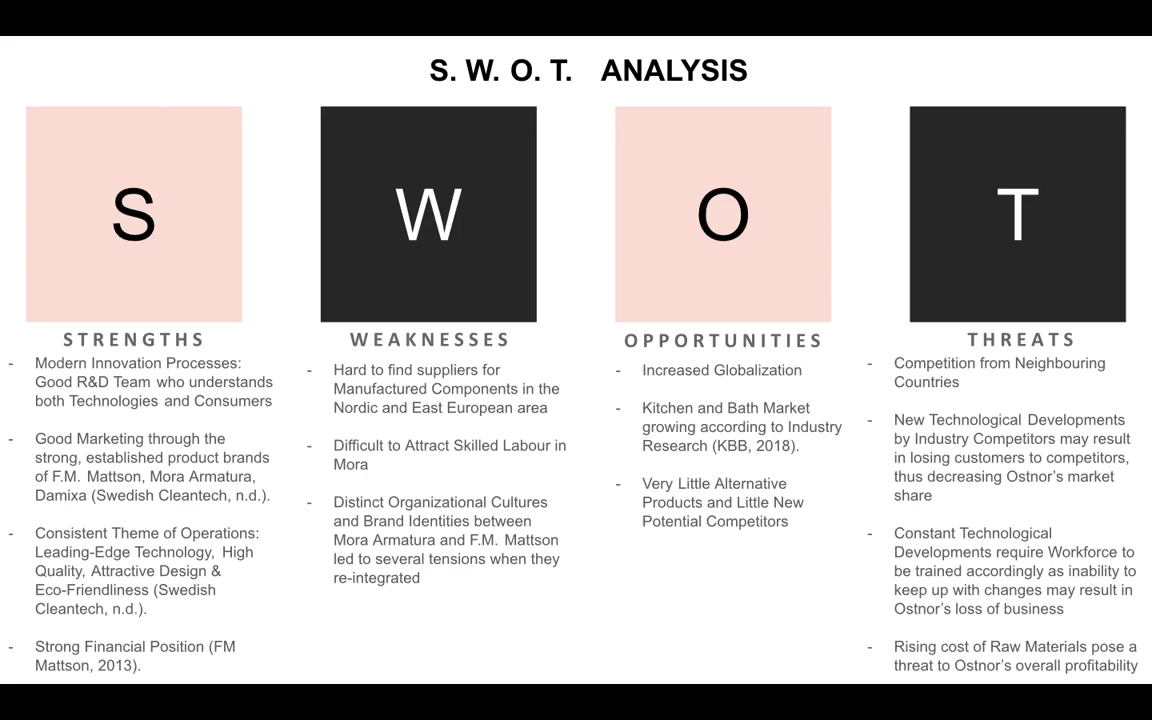 S. W. O. T. ANALYSIS
S
W
O
T
STRENGTHS
- Modern Innovation Processes:
Good R&D Team who understands
both Technologies and Consumers
- Good Marketing through the
strong, established product brands
of F.M. Mattson, Mora Armatura,
Damixa (Swedish Cleantech, n.d.).
- Consistent Theme of Operations:
Leading-Edge Technology, High
Quality, Attractive Design &
Eco-Friendliness (Swedish
Cleantech, n.d.).
- Strong Financial Position (FM
Mattson, 2013).
WEAKNESSES
- Hard to find suppliers for
Manufactured Components in the
Nordic and East European area
- Difficult to Attract Skilled Labour in
Mora
- Distinct Organizational Cultures
and Brand Identities between
Mora Armatura and F.M. Mattson
led to several tensions when they
re-integrated
OPPORTUNITIES
- Increased Globalization
- Kitchen and Bath Market
growing according to Industry
Research (KBB, 2018).
- Very Little Alternative
Products and Little New
Potential Competitors
THREATS
- Competition from Neighbouring
Countries
- New Technological Developments
by Industry Competitors may result
in losing customers to competitors,
thus decreasing Ostnor's market
share
- Constant Technological
Developments require Workforce to
be trained accordingly as inability to
keep up with changes may result in
Ostnor's loss of business
- Rising cost of Raw Materials pose a
threat to Ostnor's overall profitability